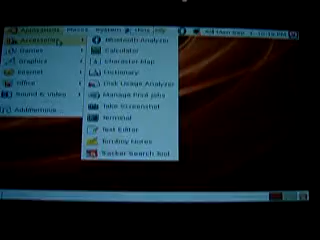 Applications Places System
Accessories
Games
Graphics
Internet
Office
Sound & Video
Add/Remove...
Bluetooth Analyzer
Calculator
Character Map
Dictionary
Disk Usage Analyzer
Manage Print Jobs
Take Screenshot
Terminal
Text Editor
Tomboy Notes
Tracker Search Tool